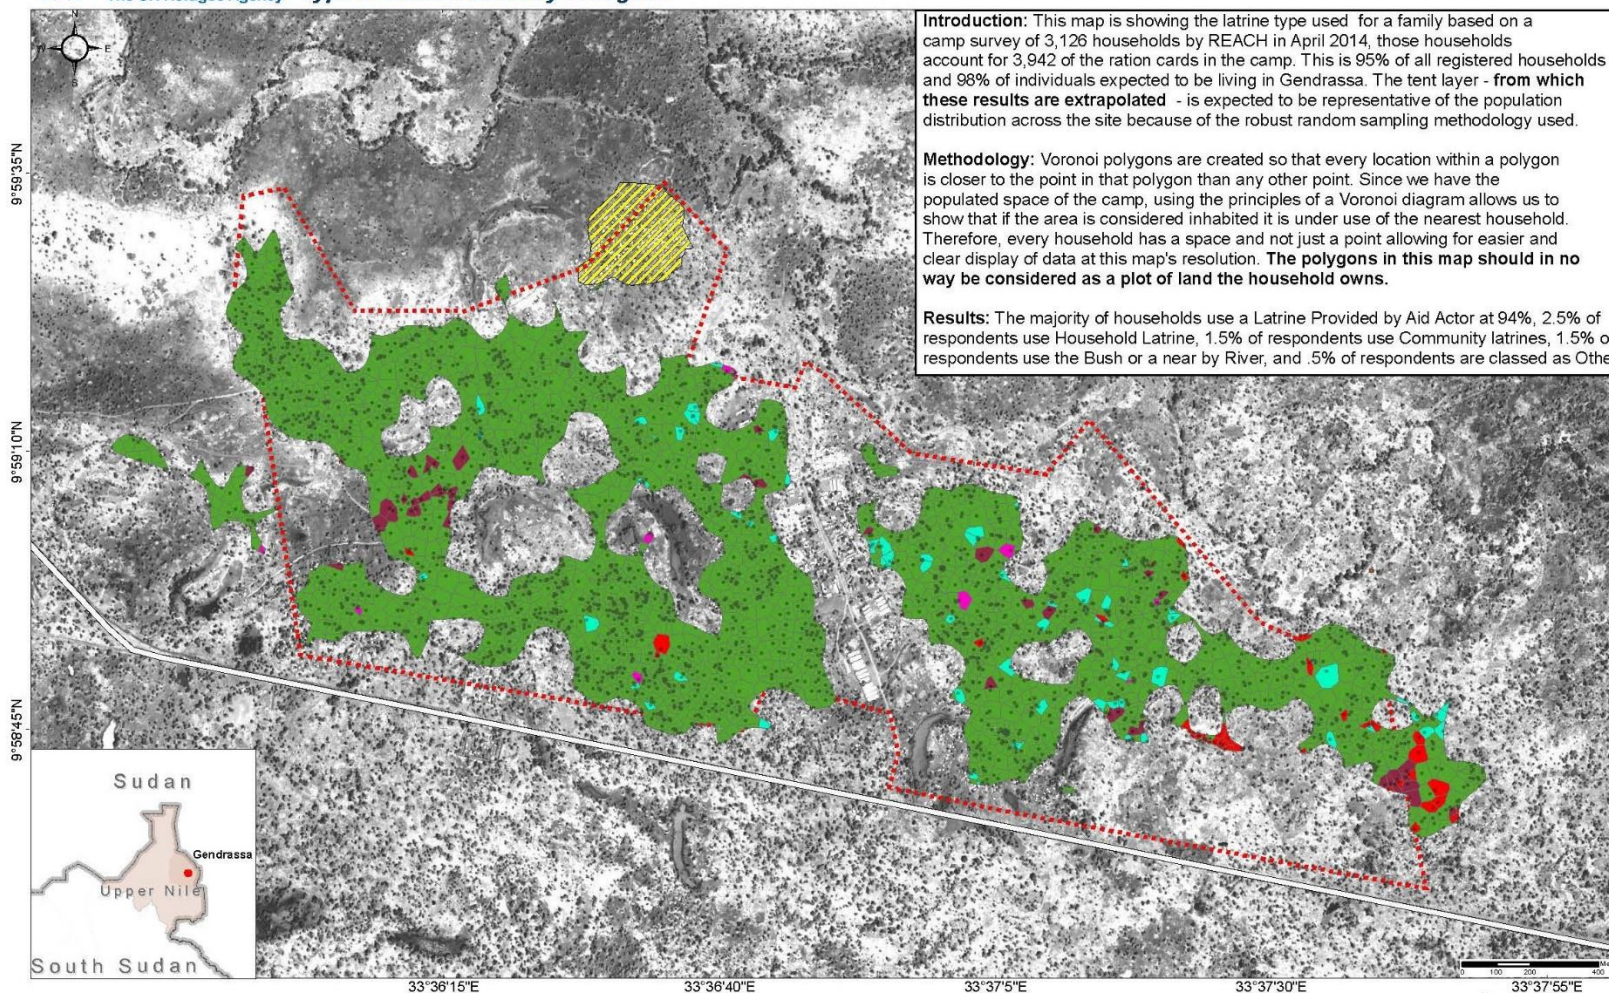 Introduction: This map is showing the latrine type used for a family based on a
camp survey of 3,126 households by REACH in April 2014, those households
account for 3,942 of the ration cards in the camp. This is 95% of all registered households
and 98% of individuals expected to be living in Gendrassa. The tent layer - from which
these results are extrapolated - is expected to be representative of the population
distribution across the site because of the robust random sampling methodology used.
Methodology: Voronoi polygons are created so that every location within a polygon
is closer to the point in that polygon than any other point. Since we have the
populated space of the camp, using the principles of a Voronoi diagram allows us to
show that if the area is considered inhabited it is under use of the nearest household.
Therefore, every household has a space and not just a point allowing for easier and
clear display of data at this map's resolution. The polygons in this map should in no
way be considered as a plot of land the household owns.
Results: The majority of households use a Latrine Provided by Aid Actor at 94%, 2.5% of
respondents use Household Latrine, 1.5% of respondents use Community latrines, 1.5% o
respondents use the Bush or a near by River, and .5% of respondents are classed as Othe
N
W E
S
9°59'35"N
9°59'10"N
9°58'45"N
Sudan
Gendrassa
Upper Nile
South Sudan
0 100 200 400
33°36'15"E 33°36'40"E 33°37'5"E 33°37'30"E 33°37'55"E